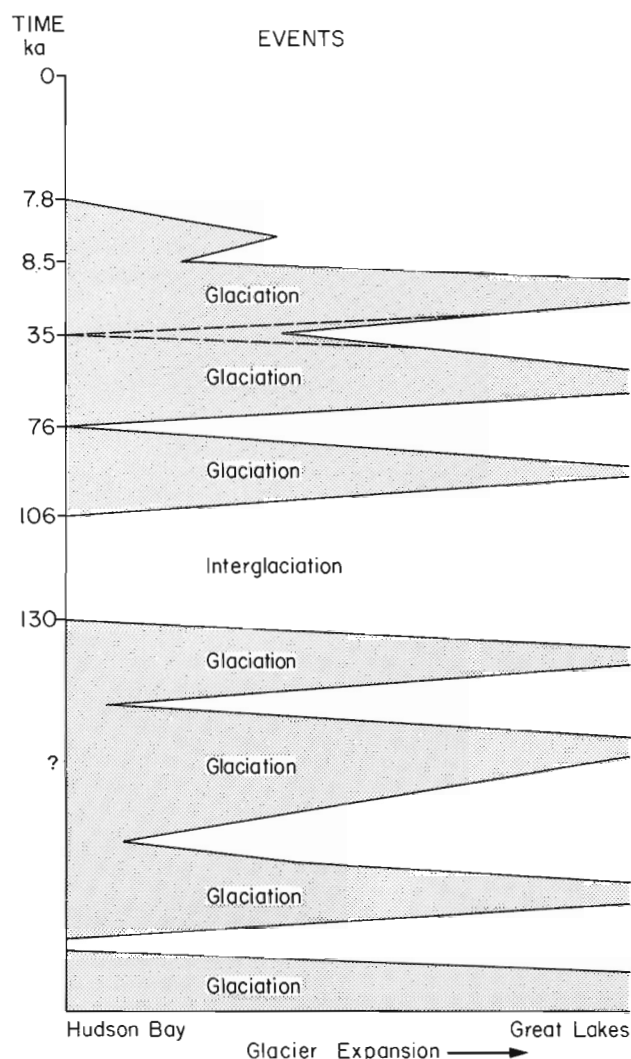 TIME
ka
EVENTS
0
7.8
8.5
Glaciation
35
Glaciation
76
Glaciation
106
Interglaciation
130
Glaciation
?
Glaciation
Glaciation
Glaciation
Hudson Bay
Great Lakes
Glacier Expansion